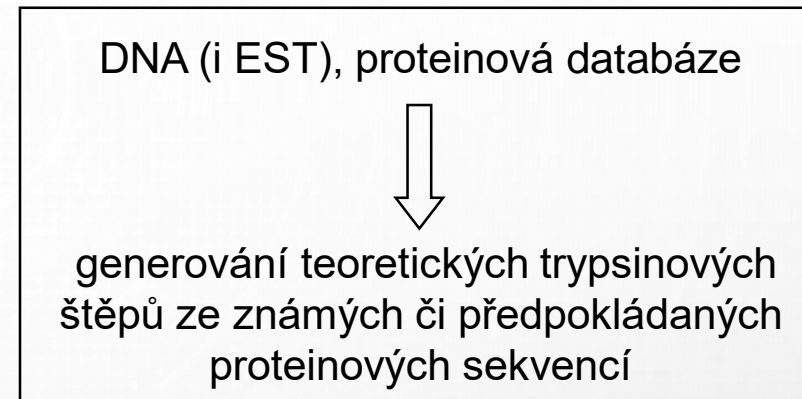 DNA (i EST), proteinová databáze
generování teoretických trypsinových
štěpů ze známých či předpokládaných
proteinových sekvencí